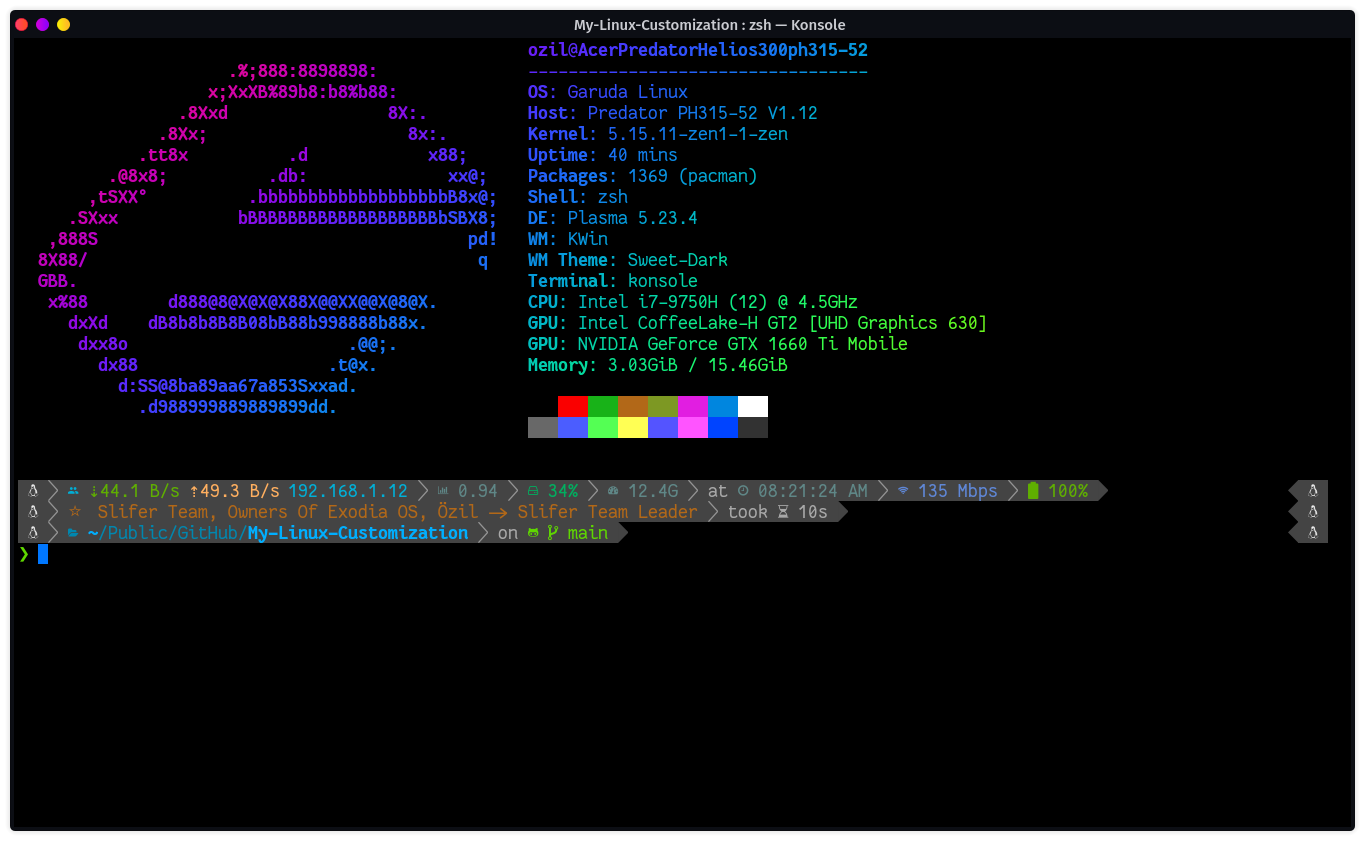 My-Linux-Customization : zsh — Konsole
ozil@AcerPredatorHelios300ph315-52
.%;888:8898898: ----------------------------------
x;XxXB%89b8:b8%b88: OS: Garuda Linux
.8Xxd 8X:. Host: Predator PH315-52 V1.12
.8Xx; 8x:. Kernel: 5.15.11-zen1-1-zen
.tt8x .d x88; Uptime: 40 mins
.@8x8; .db: xx@; Packages: 1369 (pacman)
,tSXX° .bbbbbbbbbbbbbbbbbbbB8x@; Shell: zsh
.SXxx bBBBBBBBBBBBBBBBBBBBbSBX8; DE: Plasma 5.23.4
,888S pd! WM: KWin
8X88/ q WM Theme: Sweet-Dark
GBB. Terminal: konsole
x%88 d888@8@X@X@X88X@@XX@@X@8@X. CPU: Intel i7-9750H (12) @ 4.5GHz
dxXd dB8b8b8B8B08bB88b998888b88x. GPU: Intel CoffeeLake-H GT2 [UHD Graphics 630]
dxx8o .@@;. GPU: NVIDIA GeForce GTX 1660 Ti Mobile
dx88 .t@x. Memory: 3.03GiB / 15.46GiB
d:SS@8ba89aa67a853Sxxad.
.d988999889889899dd.
⇣44.1 B/s ⇡49.3 B/s 192.168.1.12 0.94 34% 12.4G at 08:21:24 AM 135 Mbps 100%
☆ Slifer Team, Owners Of Exodia OS, Özil -> Slifer Team Leader took 10s
~/Public/GitHub/My-Linux-Customization on main
❯